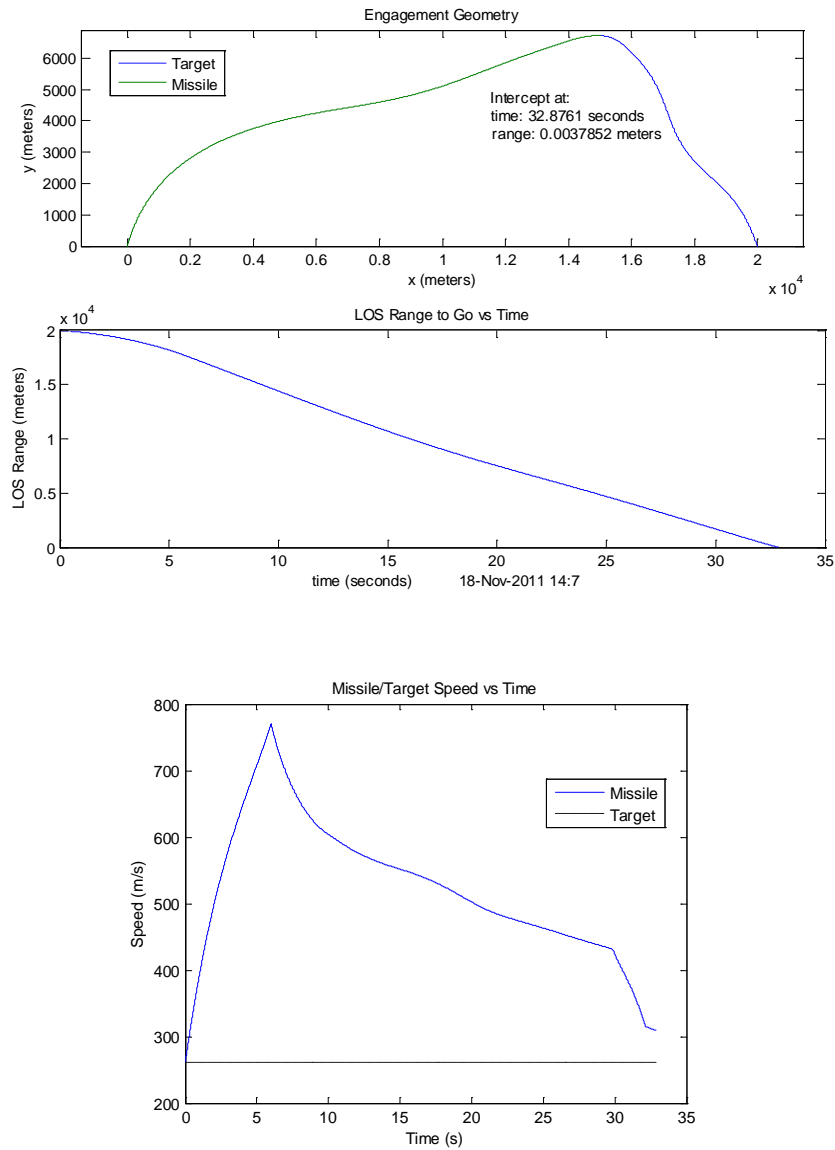 Engagement Geometry
6000
5000
4000
3000
2000
1000
0
y (meters)
Target
Missile
Intercept at:
time: 32.8761 seconds
range: 0.0037852 meters
0 0.2 0.4 0.6 0.8 1 1.2 1.4 1.6 1.8 2
x (meters)
x 10^4
x 10^4
LOS Range to Go vs Time
2
1.5
1
0.5
0
LOS Range (meters)
0 5 10 15 20 25 30 35
time (seconds) 18-Nov-2011 14:7
Missile/Target Speed vs Time
800
700
600
500
400
300
200
Speed (m/s)
Missile
Target
0 5 10 15 20 25 30 35
Time (s)